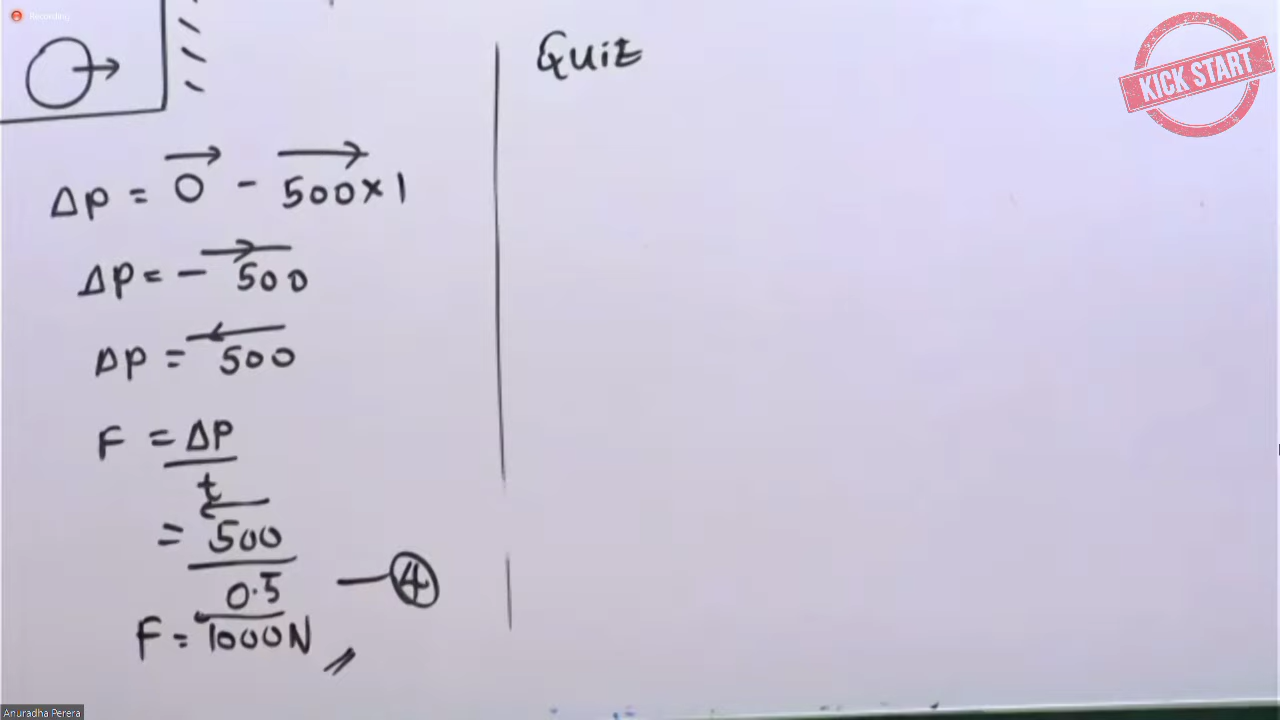 Recording
KICK START
Δp = 0 - 500×1
Δp = - 500
Δp = 500
F = Δp
t
= 500
0.5
④
F = 1000N
Quiz
Anuradha Perera